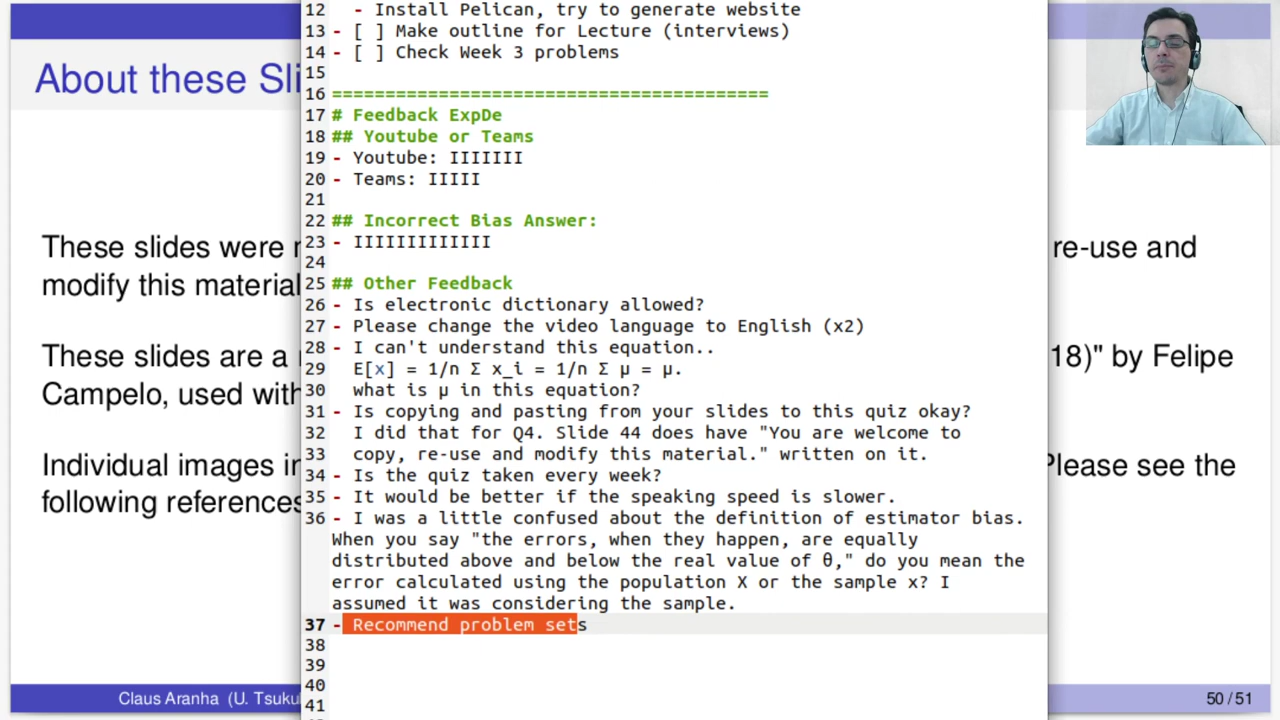 12 - Install Pelican, try to generate website
13 - [ ] Make outline for Lecture (interviews)
14 - [ ] Check Week 3 problems
15
16 =========================================
17 # Feedback ExpDe
18 ## Youtube or Teams
19 - Youtube: IIIIIII
20 - Teams: IIIII
21
22 ## Incorrect Bias Answer:
23 - IIIIIIIIIIIII
24
25 ## Other Feedback
26 - Is electronic dictionary allowed?
27 - Please change the video language to English (x2)
28 - I can't understand this equation..
29 E[x] = 1/n Σ x_i = 1/n Σ μ = μ.
30 what is μ in this equation?
31 - Is copying and pasting from your slides to this quiz okay?
32 I did that for Q4. Slide 44 does have "You are welcome to
33 copy, re-use and modify this material." written on it.
34 - Is the quiz taken every week?
35 - It would be better if the speaking speed is slower.
36 - I was a little confused about the definition of estimator bias.
When you say "the errors, when they happen, are equally
distributed above and below the real value of θ," do you mean the
error calculated using the population X or the sample x? I
assumed it was considering the sample.
37 - Recommend problem sets
38
39
40
41
About these Sli
These slides were re-use and
modify this material
These slides are a 18)" by Felipe
Campelo, used with
Individual images in Please see the
following references
Claus Aranha (U. Tsuku 50 / 51